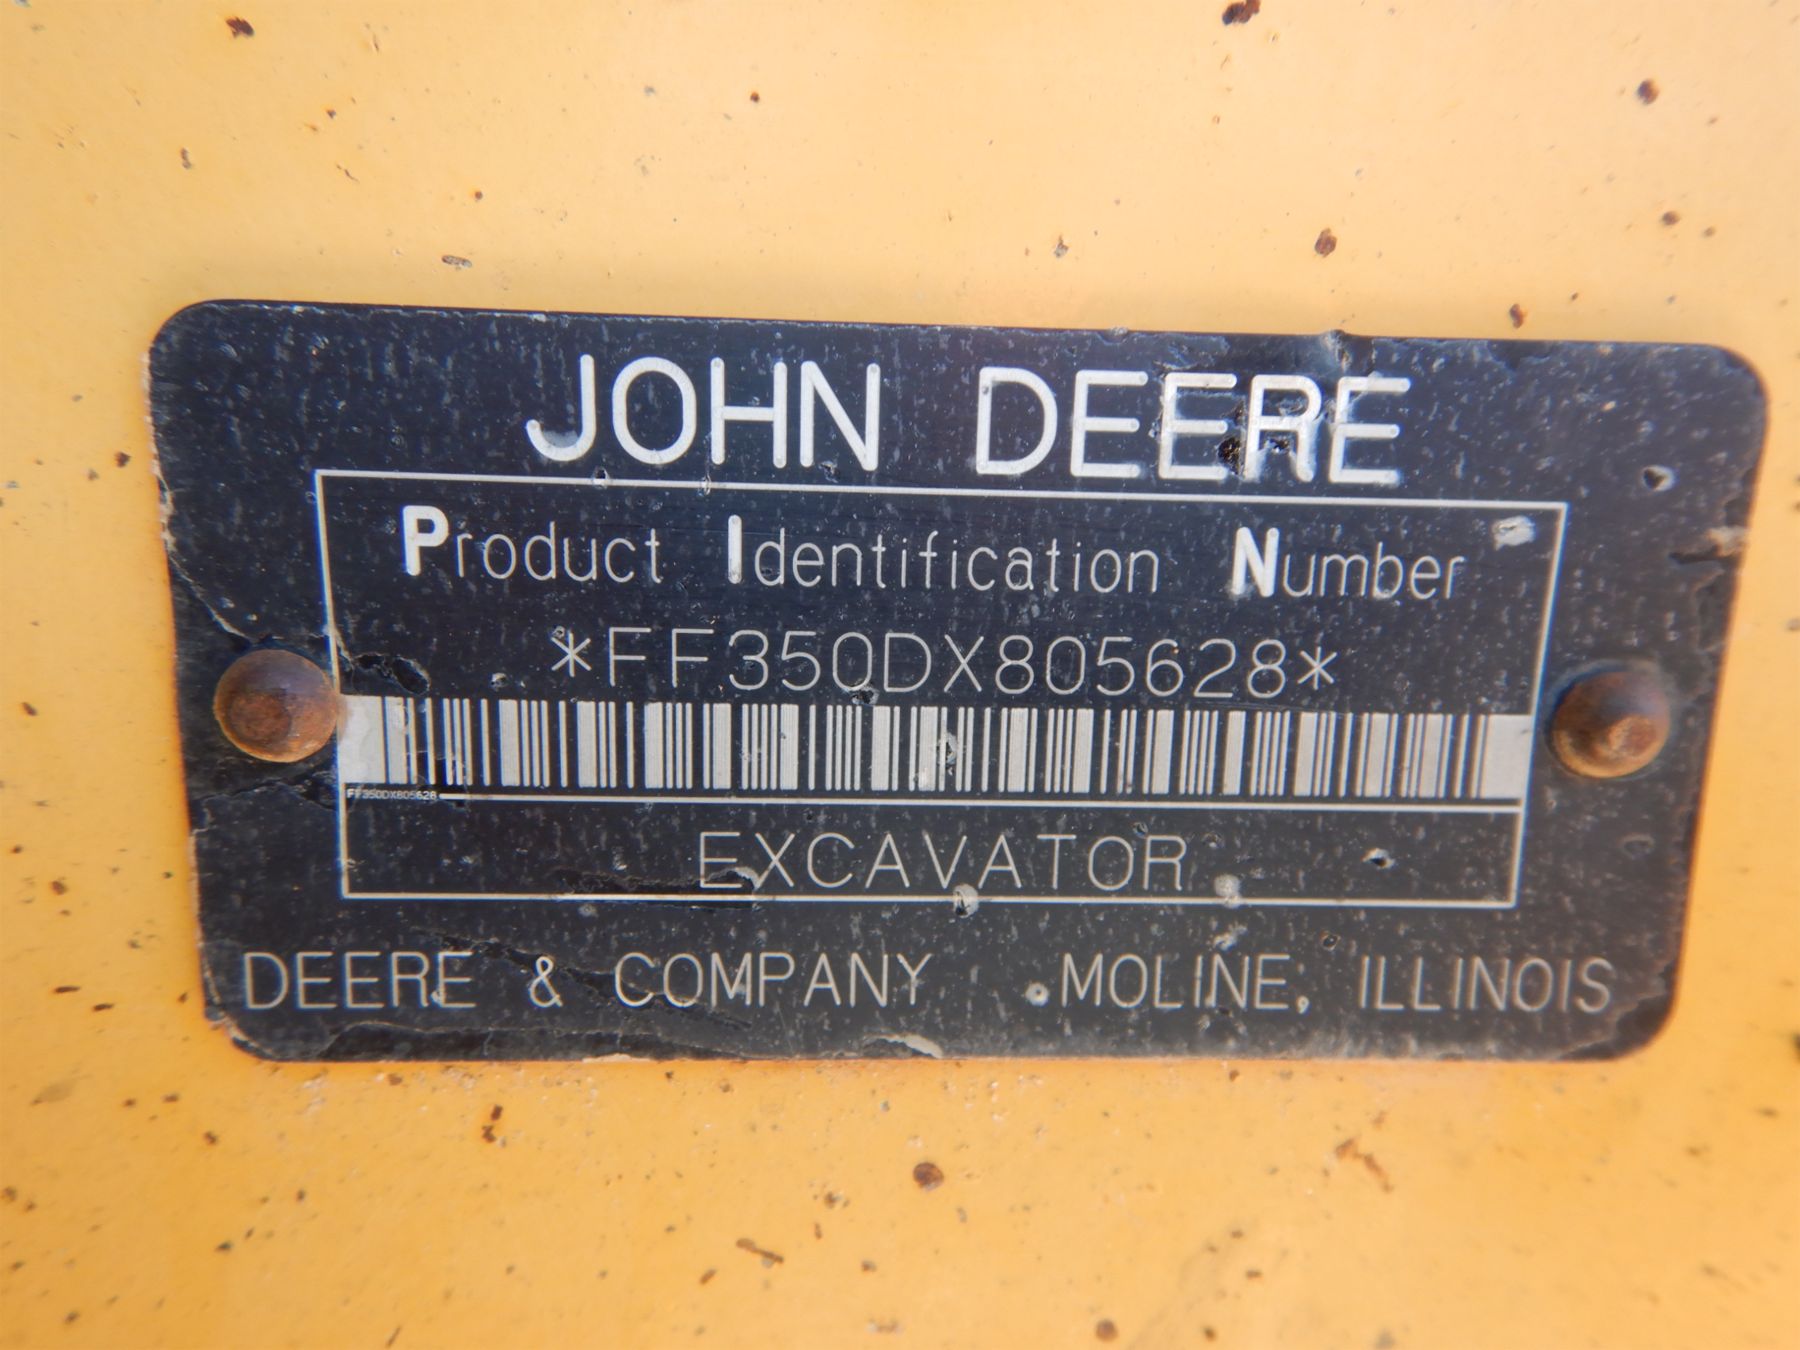 JOHN DEERE
Product Identification Number
*FF350DX805628*
FF350DX805628
EXCAVATOR
DEERE & COMPANY MOLINE, ILLINOIS